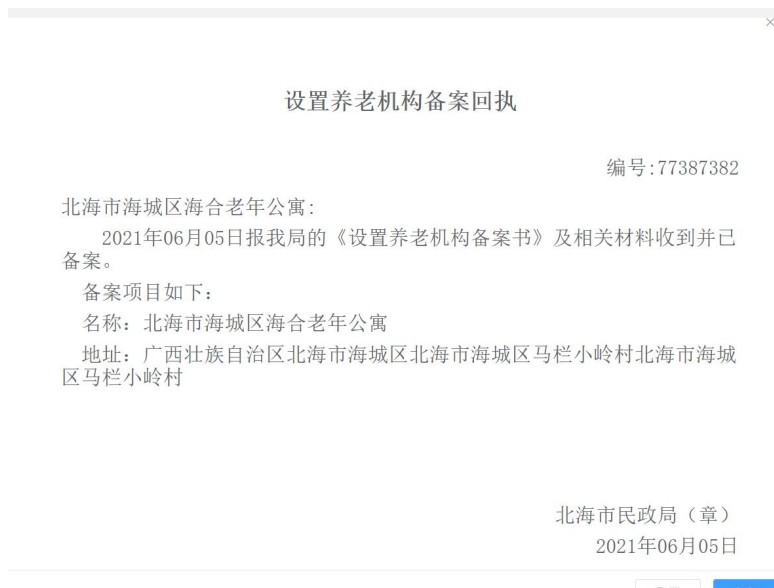 设置养老机构备案回执
编号:77387382
北海市海城区海合老年公寓:
2021年06月05日报我局的《设置养老机构备案书》及相关材料收到并已
备案。
备案项目如下:
名称: 北海市海城区海合老年公寓
地址: 广西壮族自治区北海市海城区北海市海城区马栏小岭村北海市海城
区马栏小岭村
北海市民政局（章）
2021年06月05日